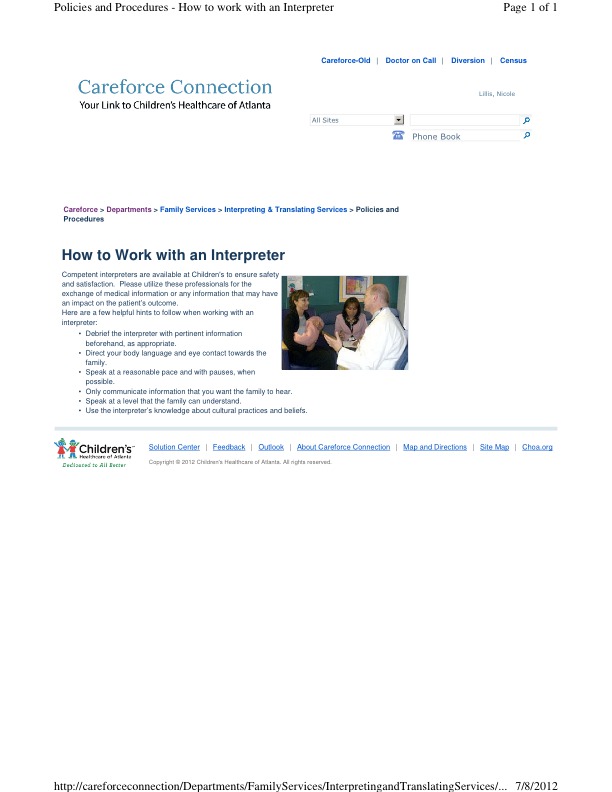 Policies and Procedures - How to work with an Interpreter Page 1 of 1
Careforce-Old | Doctor on Call | Diversion | Census
Careforce Connection
Your Link to Children's Healthcare of Atlanta
Lillis, Nicole
All Sites
Phone Book
Careforce > Departments > Family Services > Interpreting & Translating Services > Policies and
Procedures
How to Work with an Interpreter
Competent interpreters are available at Children's to ensure safety
and satisfaction. Please utilize these professionals for the
exchange of medical information or any information that may have
an impact on the patient's outcome.
Here are a few helpful hints to follow when working with an
interpreter:
• Debrief the interpreter with pertinent information
beforehand, as appropriate.
• Direct your body language and eye contact towards the
family.
• Speak at a reasonable pace and with pauses, when
possible.
• Only communicate information that you want the family to hear.
• Speak at a level that the family can understand.
• Use the interpreter's knowledge about cultural practices and beliefs.
Children's™
Healthcare of Atlanta
Dedicated to All Better
Solution Center | Feedback | Outlook | About Careforce Connection | Map and Directions | Site Map | Choa.org
Copyright © 2012 Children's Healthcare of Atlanta. All rights reserved.
http://careforceconnection/Departments/FamilyServices/InterpretingandTranslatingServices/... 7/8/2012